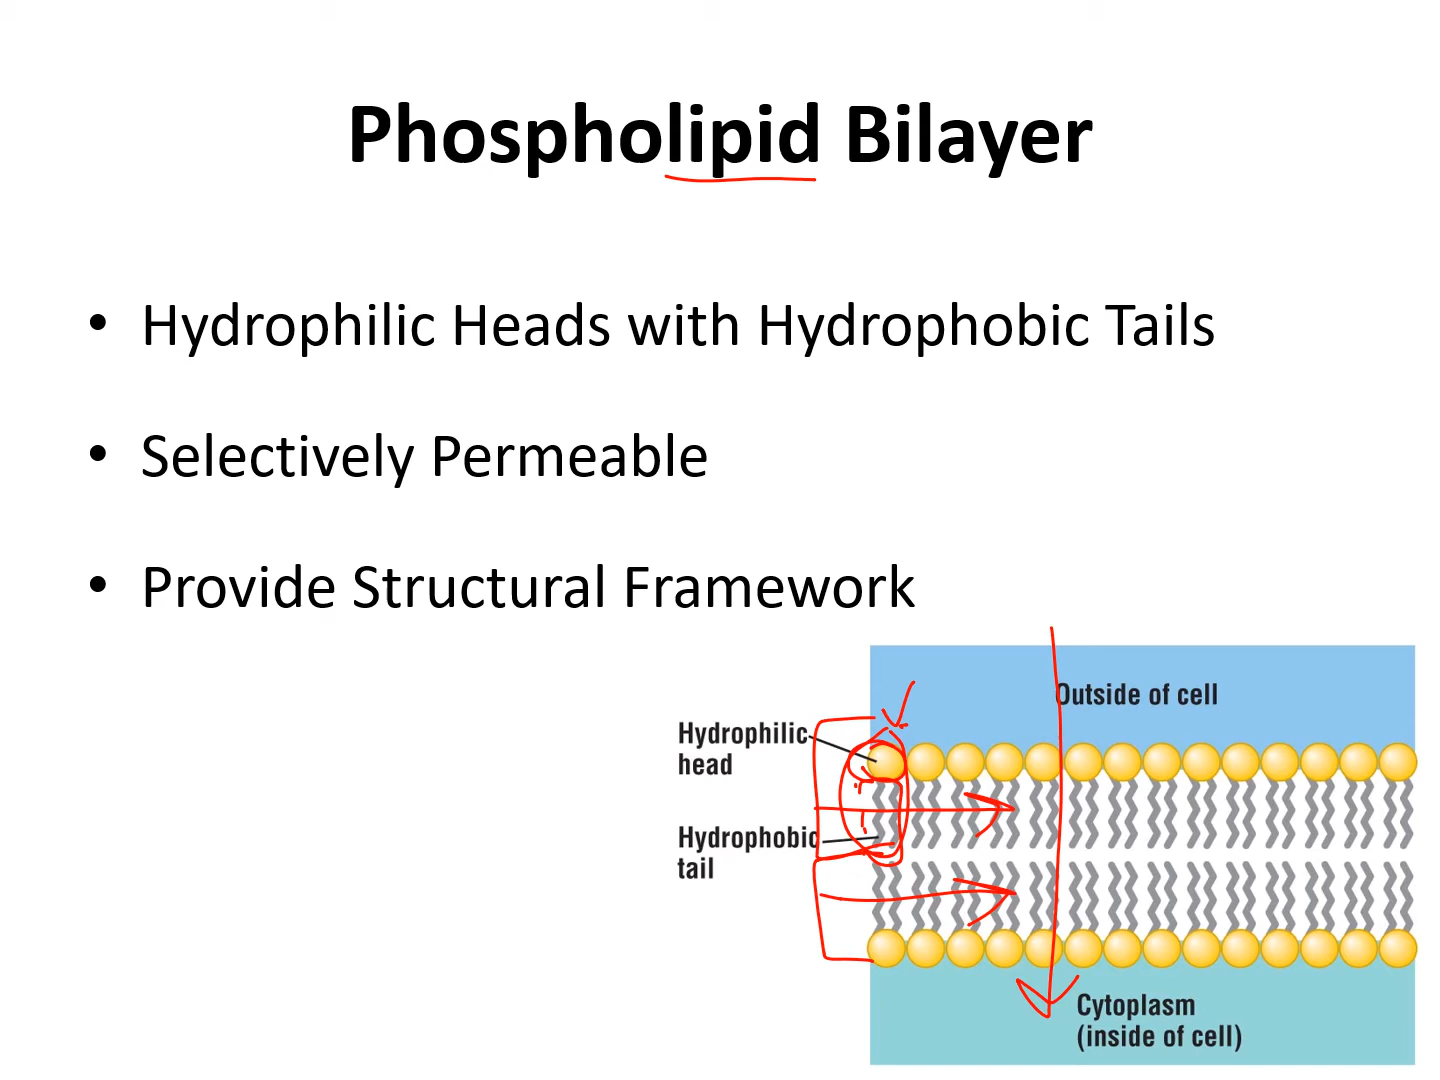 Phospholipid Bilayer
• Hydrophilic Heads with Hydrophobic Tails
• Selectively Permeable
• Provide Structural Framework
Outside of cell
Hydrophilic
head
Hydrophobic
tail
Cytoplasm
(inside of cell)